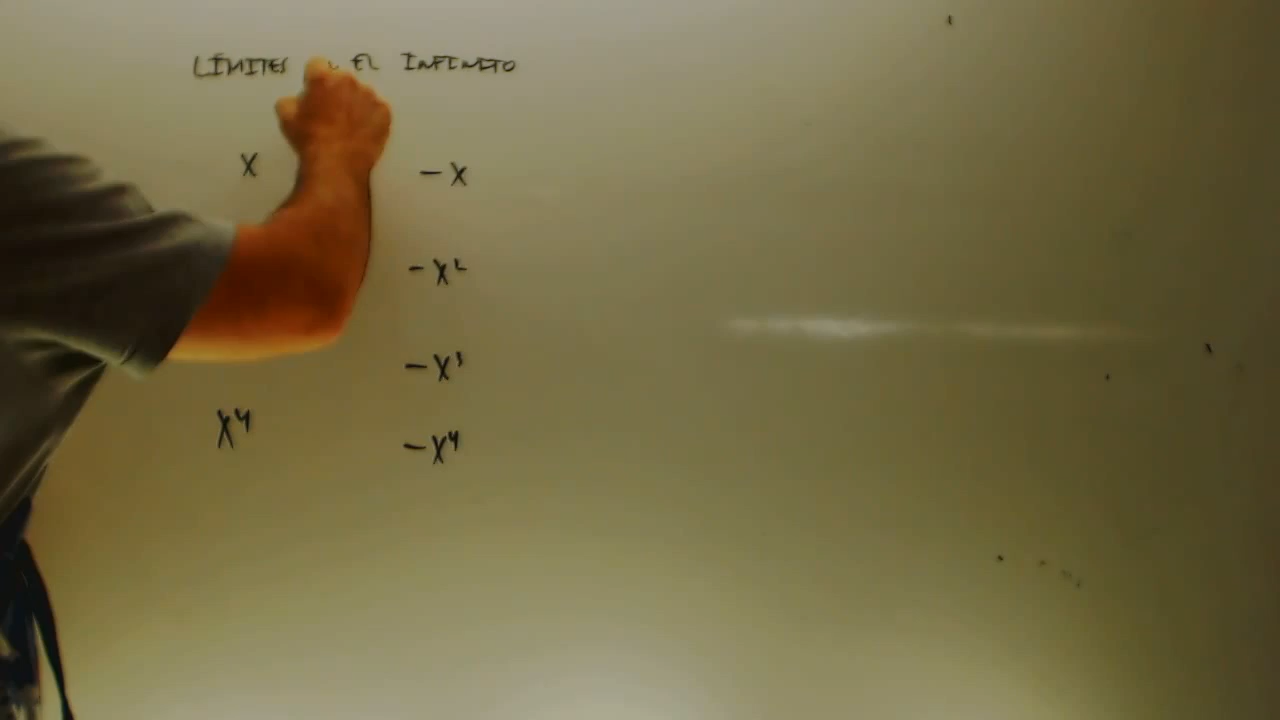 LÍMITES EL INFINITO
x -x
-x²
-x³
x⁴ -x⁴